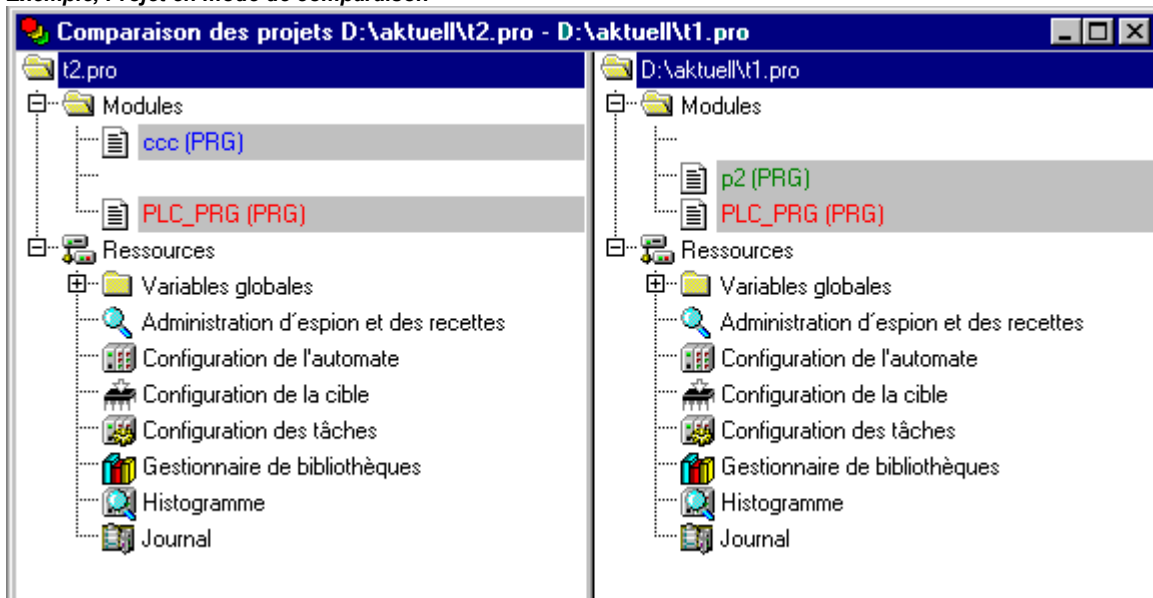 Exemple, Projet en mode de comparaison
Comparaison des projets D:\aktuell\t2.pro - D:\aktuell\t1.pro
t2.pro
Modules
ccc (PRG)
PLC_PRG (PRG)
Ressources
Variables globales
Administration d´espion et des recettes
Configuration de l'automate
Configuration de la cible
Configuration des tâches
Gestionnaire de bibliothèques
Histogramme
Journal
D:\aktuell\t1.pro
Modules
p2 (PRG)
PLC_PRG (PRG)
Ressources
Variables globales
Administration d´espion et des recettes
Configuration de l'automate
Configuration de la cible
Configuration des tâches
Gestionnaire de bibliothèques
Histogramme
Journal